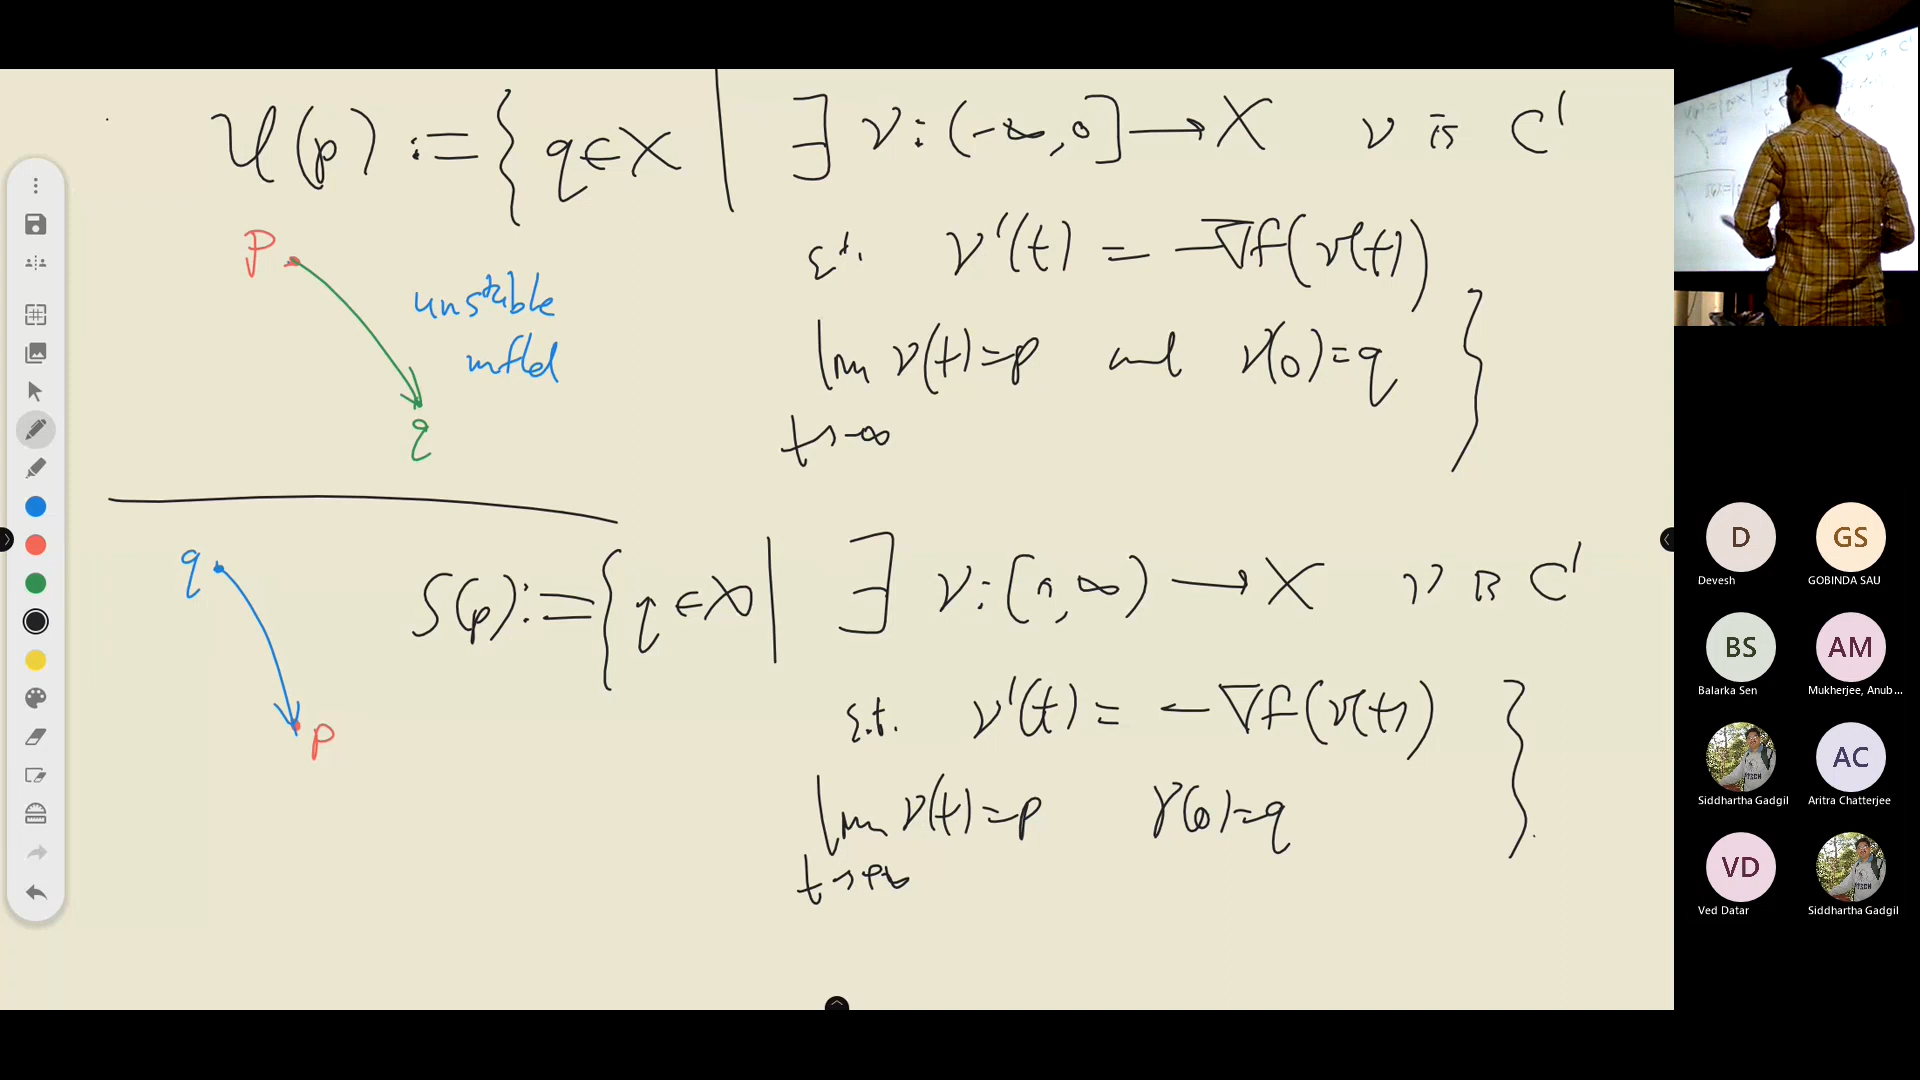 U(p) := { q ∈ X | ∃ ν : (-∞, 0] → X ν is C¹
s.t. ν'(t) = -∇f(ν(t))
lim ν(t) = p and ν(0) = q }
t → -∞
p
q
unstable
mfld
S(p) := { q ∈ X | ∃ ν : [0, ∞) → X ν is C¹
s.t. ν'(t) = -∇f(ν(t))
lim ν(t) = p γ(0) = q }
t → +∞
q
p
D
Devesh
GS
GOBINDA SAU
BS
Balarka Sen
AM
Mukherjee, Anub...
Siddhartha Gadgil
AC
Aritra Chatterjee
VD
Ved Datar
Siddhartha Gadgil